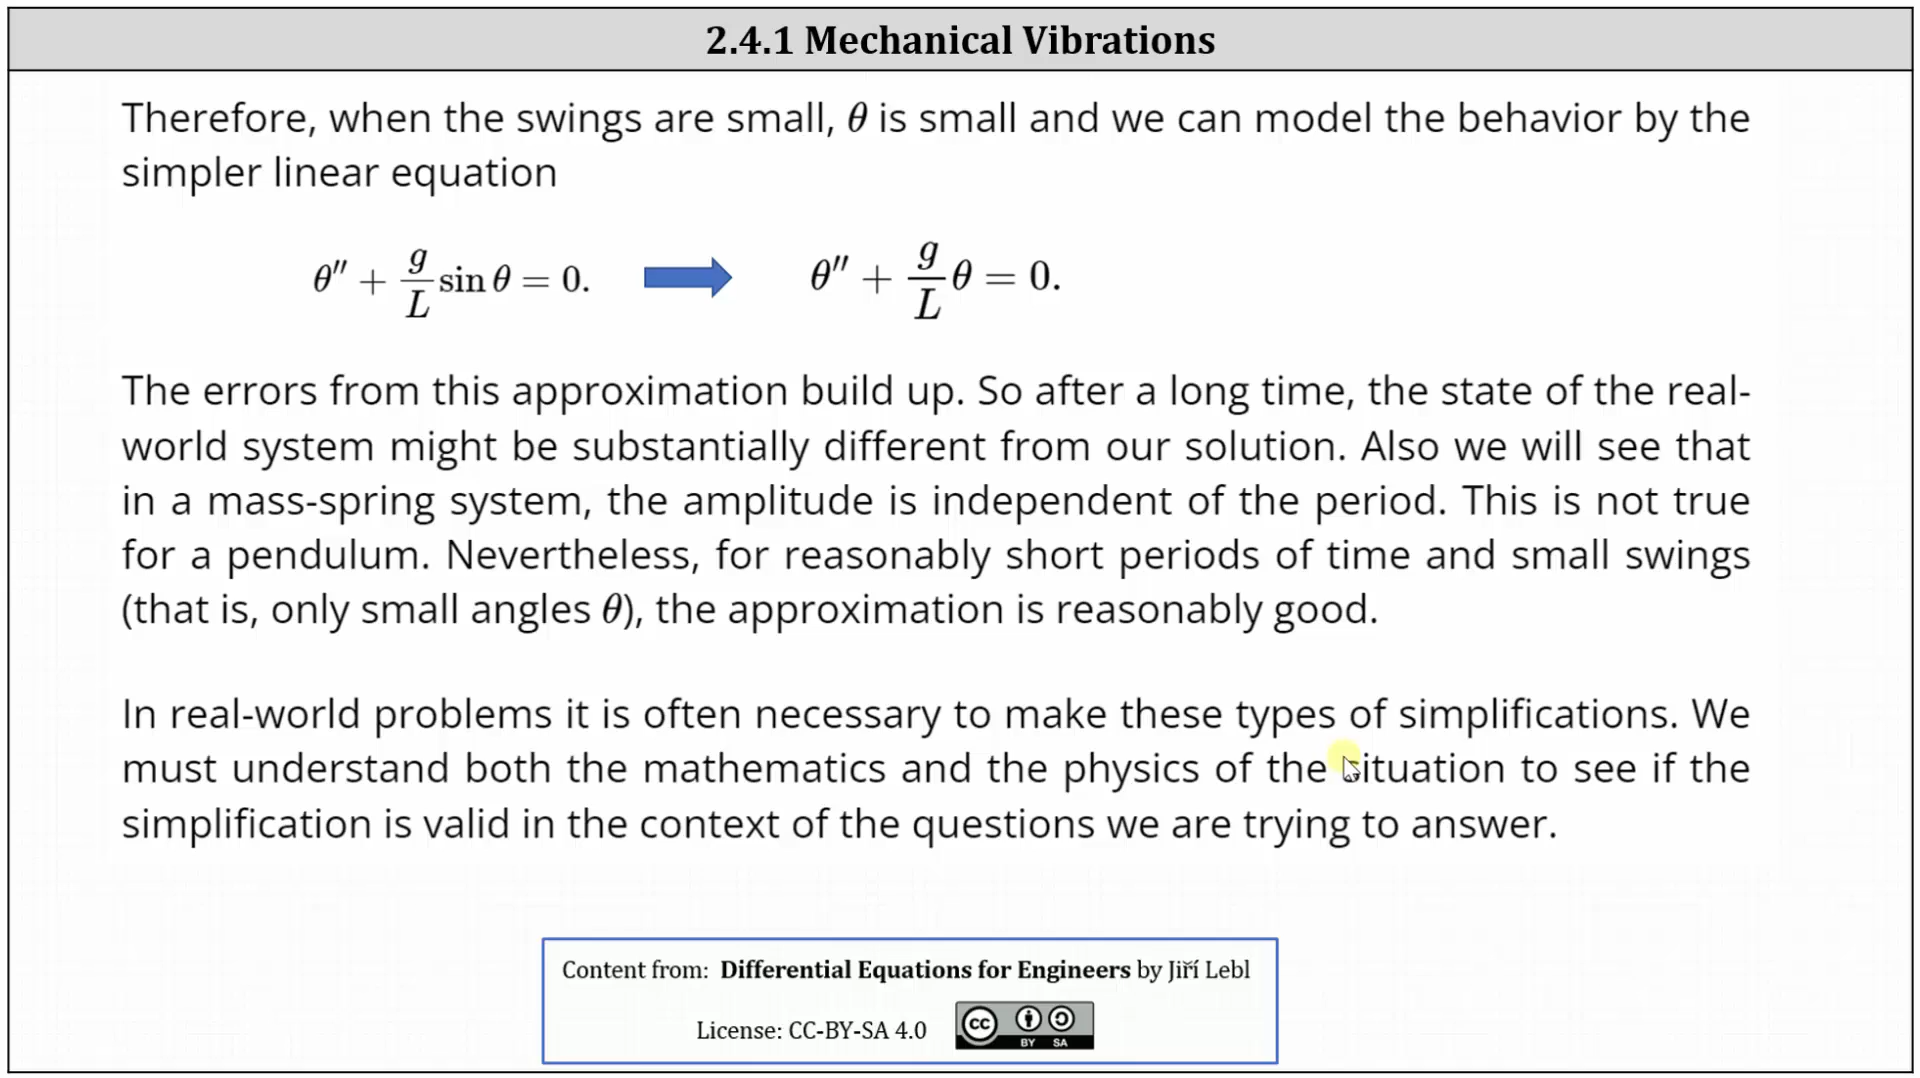 2.4.1 Mechanical Vibrations
Therefore, when the swings are small, θ is small and we can model the behavior by the
simpler linear equation
θ″ + g/L sin θ = 0. θ″ + g/L θ = 0.
The errors from this approximation build up. So after a long time, the state of the real-
world system might be substantially different from our solution. Also we will see that
in a mass-spring system, the amplitude is independent of the period. This is not true
for a pendulum. Nevertheless, for reasonably short periods of time and small swings
(that is, only small angles θ), the approximation is reasonably good.
In real-world problems it is often necessary to make these types of simplifications. We
must understand both the mathematics and the physics of the situation to see if the
simplification is valid in the context of the questions we are trying to answer.
Content from: Differential Equations for Engineers by Jiří Lebl
License: CC-BY-SA 4.0
cc BY SA